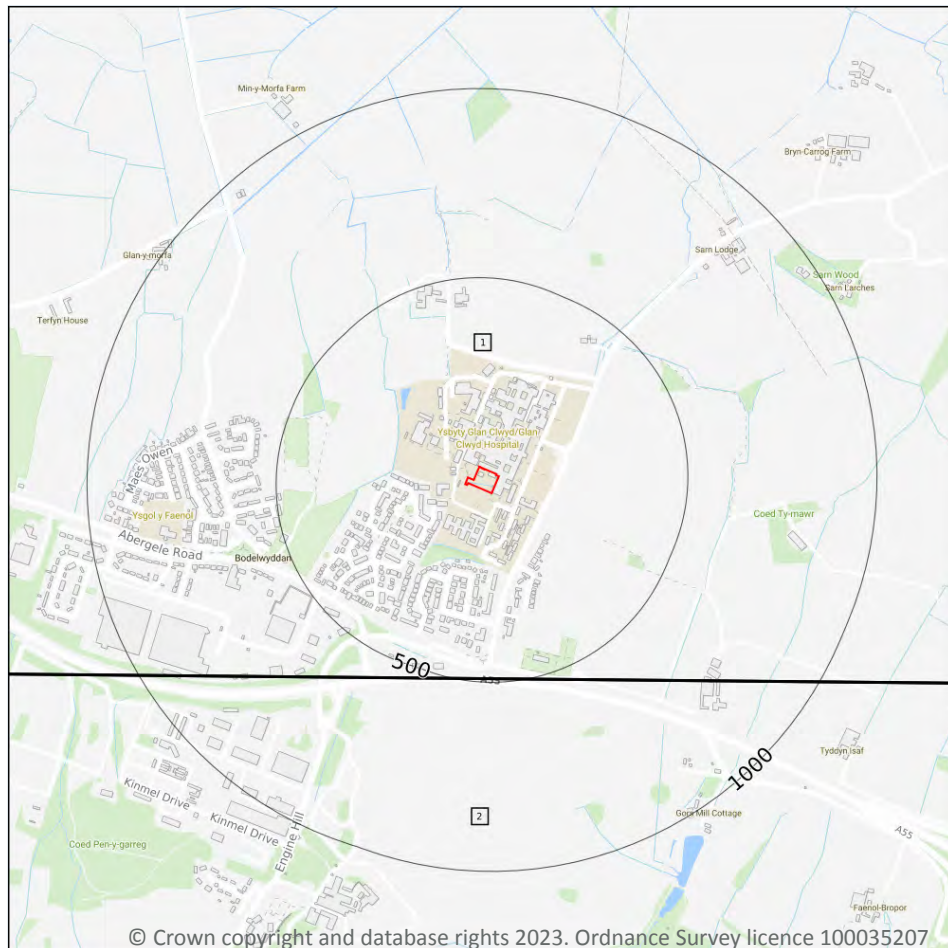 Min-y-Morfa Farm
Bryn-Carrog-Farm
Glan-y-morfa
Sarn Lodge
Sarn Wood
Sarn Larches
Terfyn House
1
Ysbyty Glan Clwyd/Glan
Clwyd Hospital
Maes Owen
Ysgol y Faenol
Abergele Road
Bodelwyddan
Coed Ty-mawr
500
A55
Tyddyn Isaf
1000
Kinmel Drive
Kinmel Drive
Engine Hill
2
Gors Mill Cottage
A55
Coed Pen-y-garreg
Faenol-Bropor
© Crown copyright and database rights 2023. Ordnance Survey licence 100035207